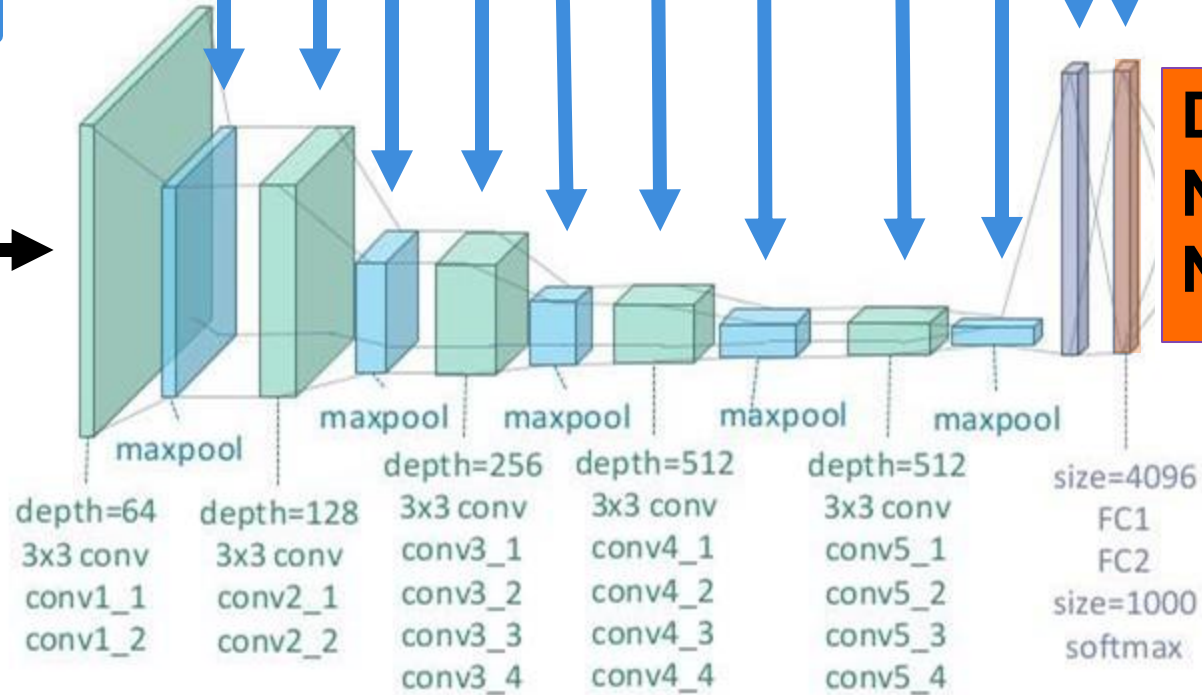 D
N
N
maxpool
maxpool
maxpool
maxpool
maxpool
depth=64
3x3 conv
conv1_1
conv1_2
depth=128
3x3 conv
conv2_1
conv2_2
depth=256
3x3 conv
conv3_1
conv3_2
conv3_3
conv3_4
depth=512
3x3 conv
conv4_1
conv4_2
conv4_3
conv4_4
depth=512
3x3 conv
conv5_1
conv5_2
conv5_3
conv5_4
size=4096
FC1
FC2
size=1000
softmax